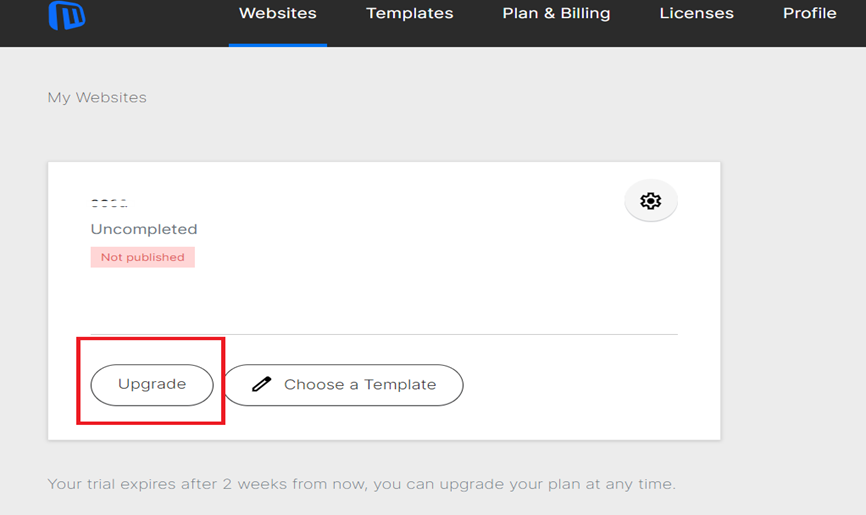 Websites Templates Plan & Billing Licenses Profile
My Websites
Uncompleted
Not published
Upgrade Choose a Template
Your trial expires after 2 weeks from now, you can upgrade your plan at any time.